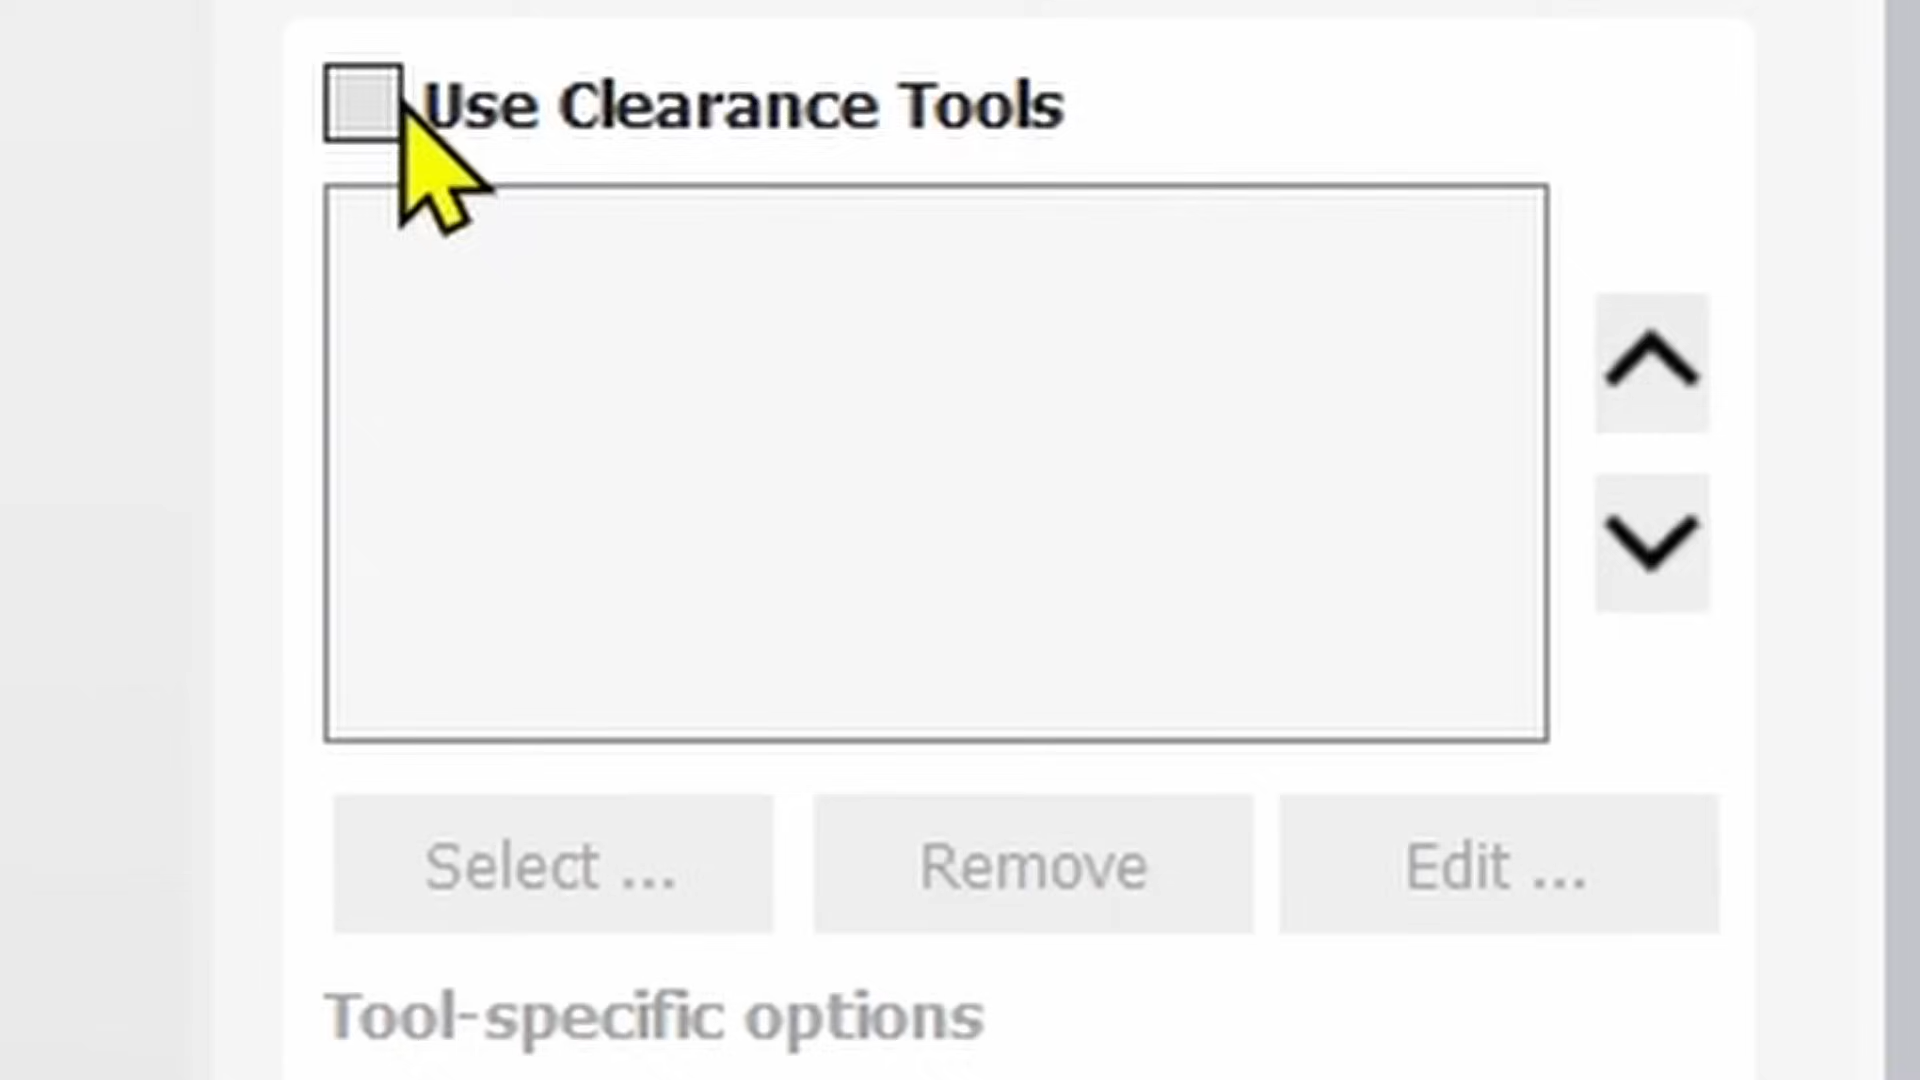 Use Clearance Tools
Select ...
Remove
Edit ...
Tool-specific options